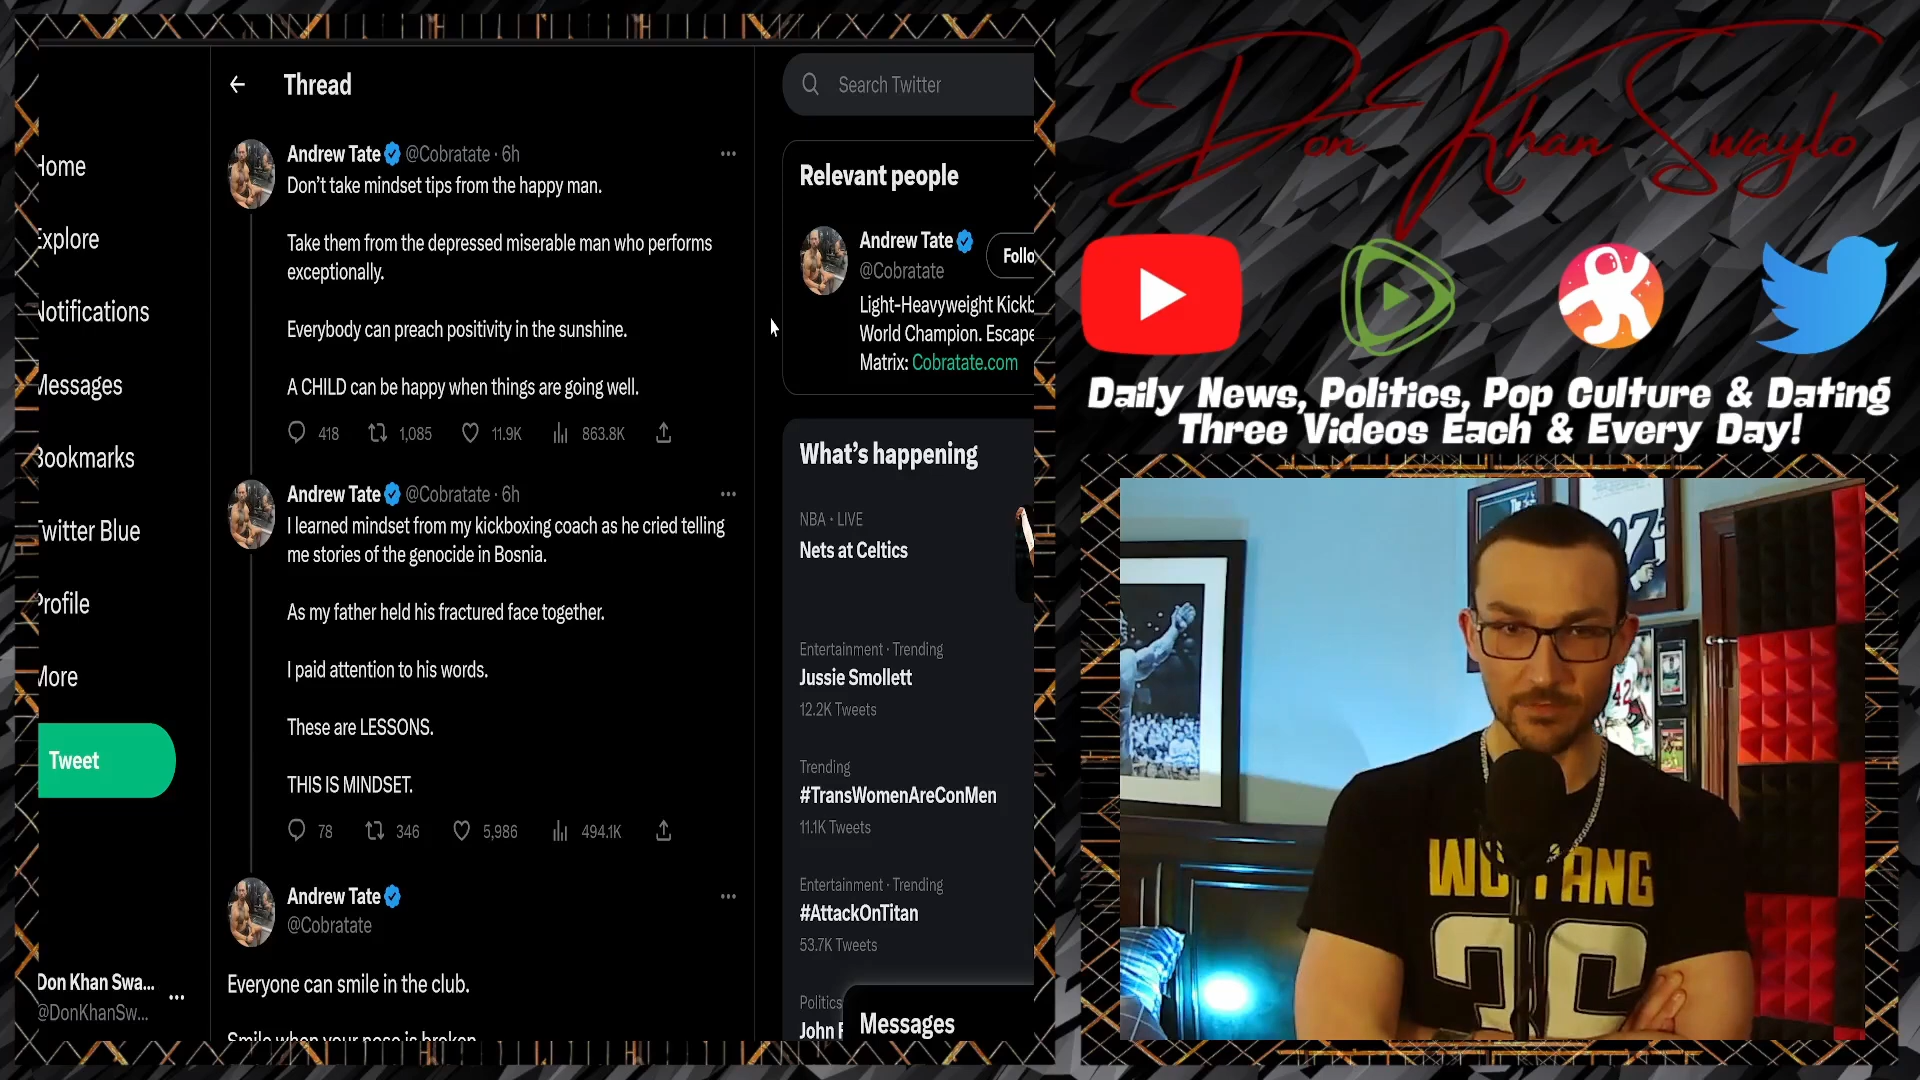 Thread
Search Twitter
Home
Explore
Notifications
Messages
Bookmarks
Twitter Blue
Profile
More
Tweet
Don Khan Swa...
@DonKhanSw...
Andrew Tate @Cobratate · 6h
Don't take mindset tips from the happy man.
Take them from the depressed miserable man who performs
exceptionally.
Everybody can preach positivity in the sunshine.
A CHILD can be happy when things are going well.
418 1,085 11.9K 863.8K
Andrew Tate @Cobratate · 6h
I learned mindset from my kickboxing coach as he cried telling
me stories of the genocide in Bosnia.
As my father held his fractured face together.
I paid attention to his words.
These are LESSONS.
THIS IS MINDSET.
78 346 5,986 494.1K
Andrew Tate
@Cobratate
Everyone can smile in the club.
Smile when your nose is broken
Relevant people
Andrew Tate
@Cobratate
Follo
Light-Heavyweight Kickb
World Champion. Escape
Matrix: Cobratate.com
What's happening
NBA · LIVE
Nets at Celtics
Entertainment · Trending
Jussie Smollett
12.2K Tweets
Trending
#TransWomenAreConMen
11.1K Tweets
Entertainment · Trending
#AttackOnTitan
53.7K Tweets
Politics
John F
Messages
Don Khan Swaylo
Daily News, Politics, Pop Culture & Dating
Three Videos Each & Every Day!
97
42
WU TANG
36